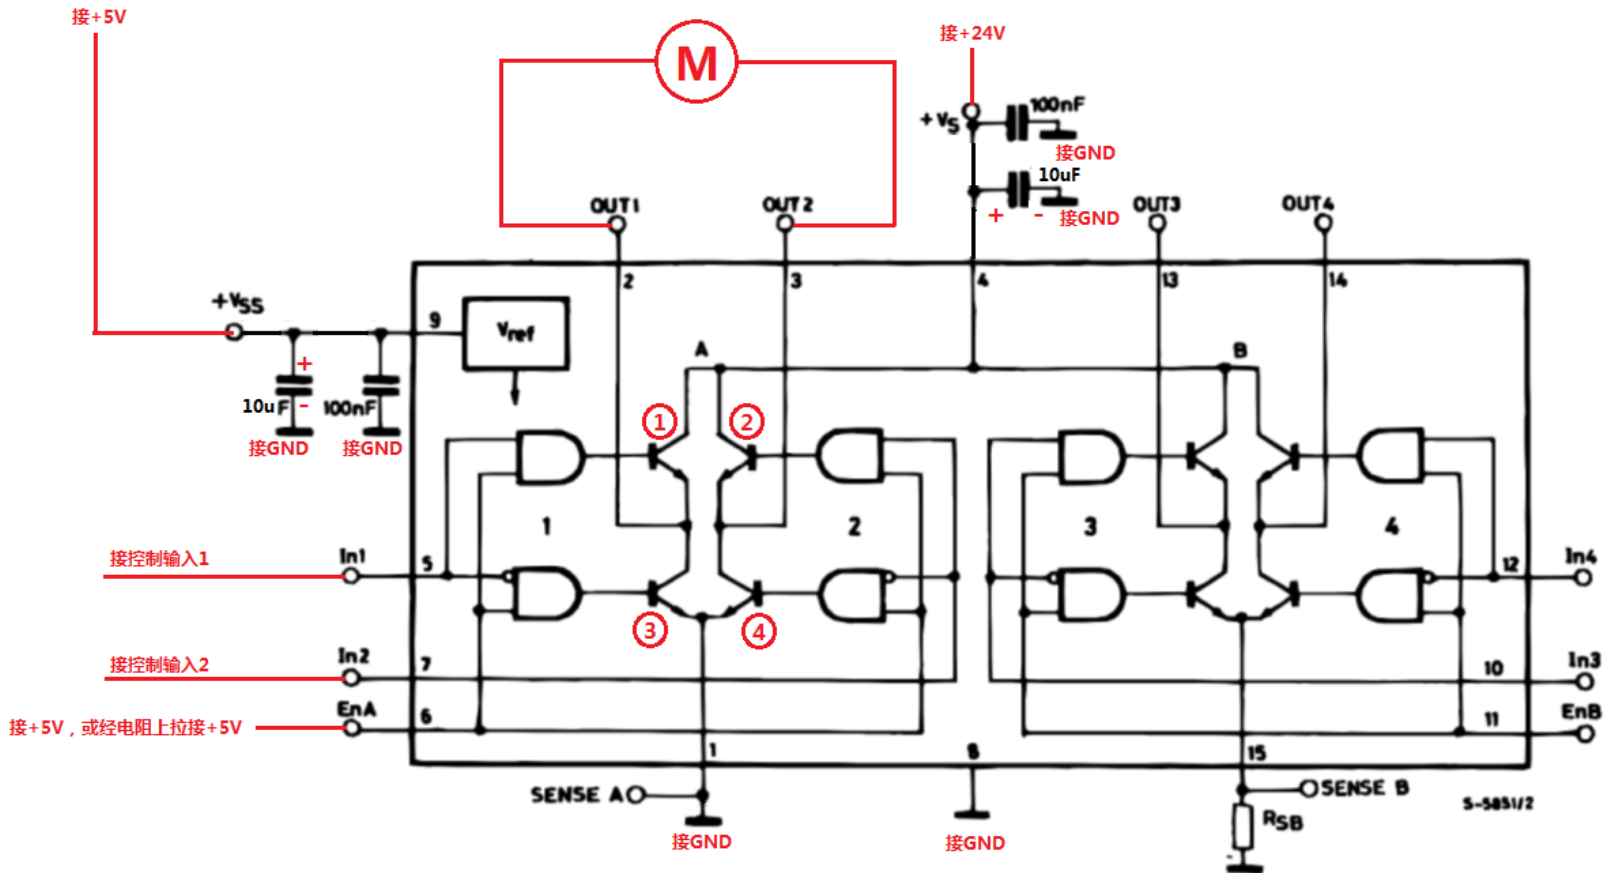 接+5V
M
接+24V
+VS
100nF
接GND
10uF
+ -
接GND
OUT1
OUT2
OUT3
OUT4
2
3
4
13
14
+VSS
9
Vref
A
B
+
10uF
-
100nF
接GND
接GND
①
②
1
2
3
4
接控制输入1
In1
5
12
In4
③
④
接控制输入2
In2
7
10
In3
接+5V，或经电阻上拉接+5V
EnA
6
11
EnB
1
8
15
SENSE A
SENSE B
S-5851/2
接GND
接GND
RSB